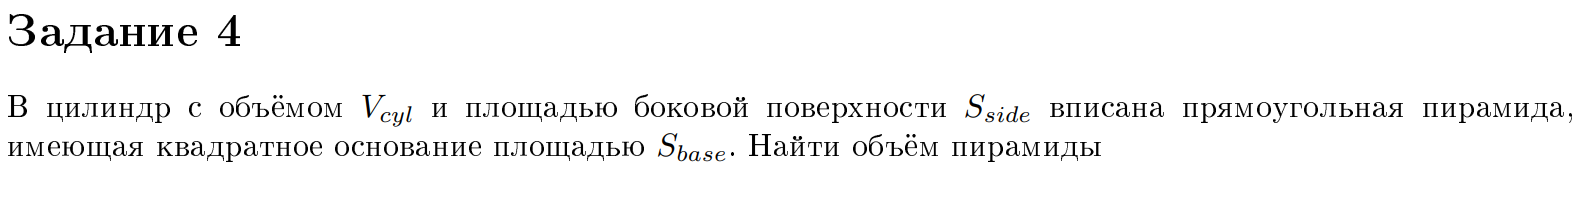 Задание 4
В цилиндр с объёмом $V_{cyl}$ и площадью боковой поверхности $S_{side}$ вписана прямоугольная пирамида,
имеющая квадратное основание площадью $S_{base}$. Найти объём пирамиды